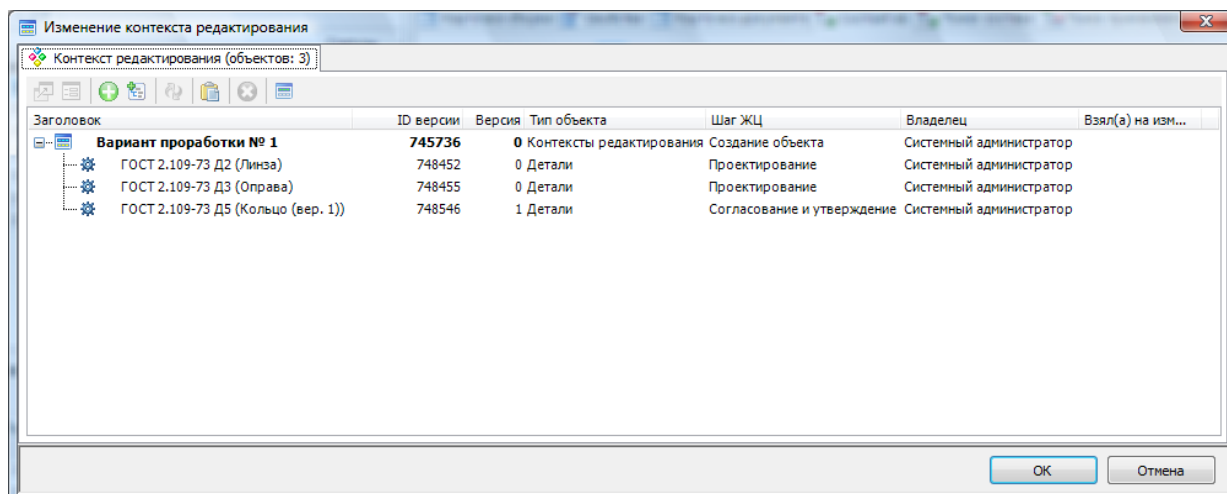 Изменение контекста редактирования
Контекст редактирования (объектов: 3)
Заголовок ID версии Версия Тип объекта Шаг ЖЦ Владелец Взял(а) на изм...
Вариант проработки № 1 745736 0 Контексты редактирования Создание объекта Системный администратор
ГОСТ 2.109-73 Д2 (Линза) 748452 0 Детали Проектирование Системный администратор
ГОСТ 2.109-73 Д3 (Оправа) 748455 0 Детали Проектирование Системный администратор
ГОСТ 2.109-73 Д5 (Кольцо (вер. 1)) 748546 1 Детали Согласование и утверждение Системный администратор
ОК Отмена